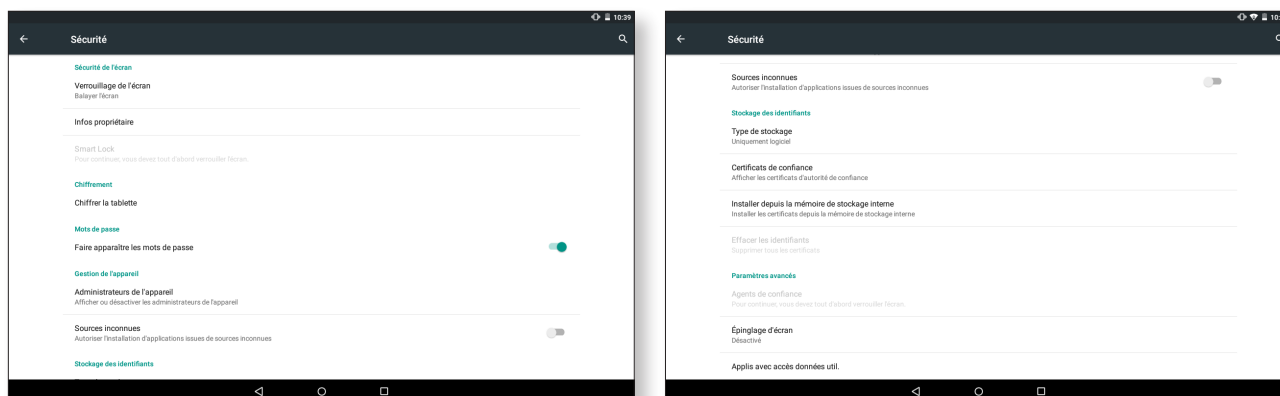 10:39
Sécurité
Sécurité de l'écran
Verrouillage de l'écran
Balayer l'écran
Infos propriétaire
Smart Lock
Pour continuer, vous devez tout d'abord verrouiller l'écran.
Chiffrement
Chiffrer la tablette
Mots de passe
Faire apparaître les mots de passe
Gestion de l'appareil
Administrateurs de l'appareil
Afficher ou désactiver les administrateurs de l'appareil
Sources inconnues
Autoriser l'installation d'applications issues de sources inconnues
Stockage des identifiants
Sécurité
Sources inconnues
Autoriser l'installation d'applications issues de sources inconnues
Stockage des identifiants
Type de stockage
Uniquement logiciel
Certificats de confiance
Afficher les certificats d'autorité de confiance
Installer depuis la mémoire de stockage interne
Installer les certificats depuis la mémoire de stockage interne
Effacer les identifiants
Supprimer tous les certificats
Paramètres avancés
Agents de confiance
Pour continuer, vous devez tout d'abord verrouiller l'écran.
Épinglage d'écran
Désactivé
Applis avec accès données util.